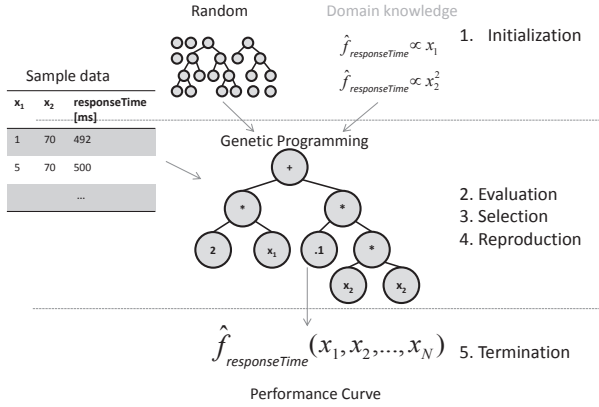 Random
Domain knowledge
f̂ responseTime ∝ x₁
f̂ responseTime ∝ x₂²
1. Initialization
Sample data
x₁ x₂ responseTime [ms]
1 70 492
5 70 500
...
Genetic Programming
+
* *
2 x₁ .1 *
x₂ x₂
2. Evaluation
3. Selection
4. Reproduction
f̂ responseTime (x₁, x₂, ..., x_N)
5. Termination
Performance Curve